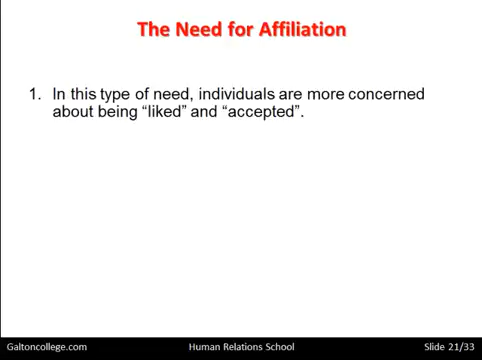 The Need for Affiliation
1. In this type of need, individuals are more concerned
about being “liked” and “accepted”.
Galtoncollege.com Human Relations School Slide 21/33